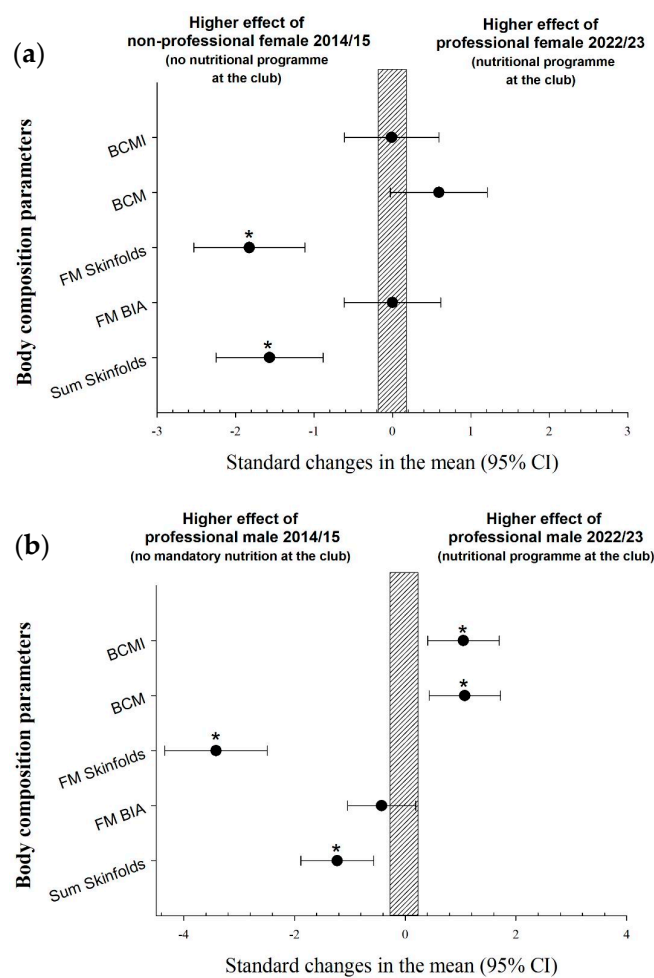 (a)
Higher effect of
non-professional female 2014/15
(no nutritional programme
at the club)
Higher effect of
professional female 2022/23
(nutritional programme
at the club)
Body composition parameters
BCMI
BCM
FM Skinfolds
*
FM BIA
Sum Skinfolds
*
-3 -2 -1 0 1 2 3
Standard changes in the mean (95% CI)
(b)
Higher effect of
professional male 2014/15
(no mandatory nutrition at the club)
Higher effect of
professional male 2022/23
(nutritional programme at the club)
Body composition parameters
BCMI
*
BCM
*
FM Skinfolds
*
FM BIA
Sum Skinfolds
*
-4 -2 0 2 4
Standard changes in the mean (95% CI)